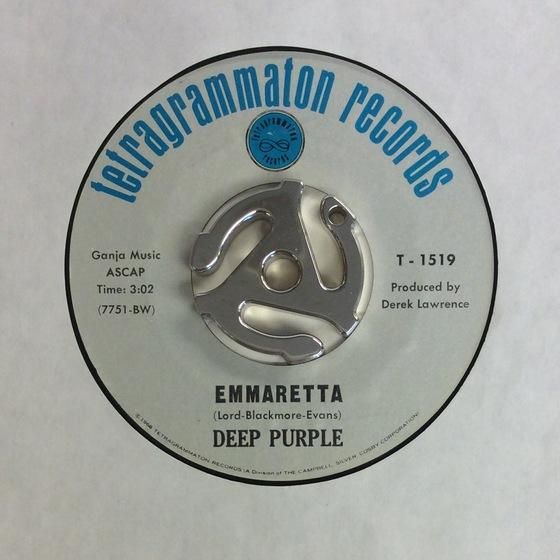 tetragrammaton records
tetragrammaton
records
Ganja Music
ASCAP
Time: 3:02
(7751-BW)
T - 1519
Produced by
Derek Lawrence
EMMARETTA
(Lord-Blackmore-Evans)
DEEP PURPLE
©1968 TETRAGRAMMATON RECORDS (A Division of THE CAMPBELL, SILVER, COSBY CORPORATION)